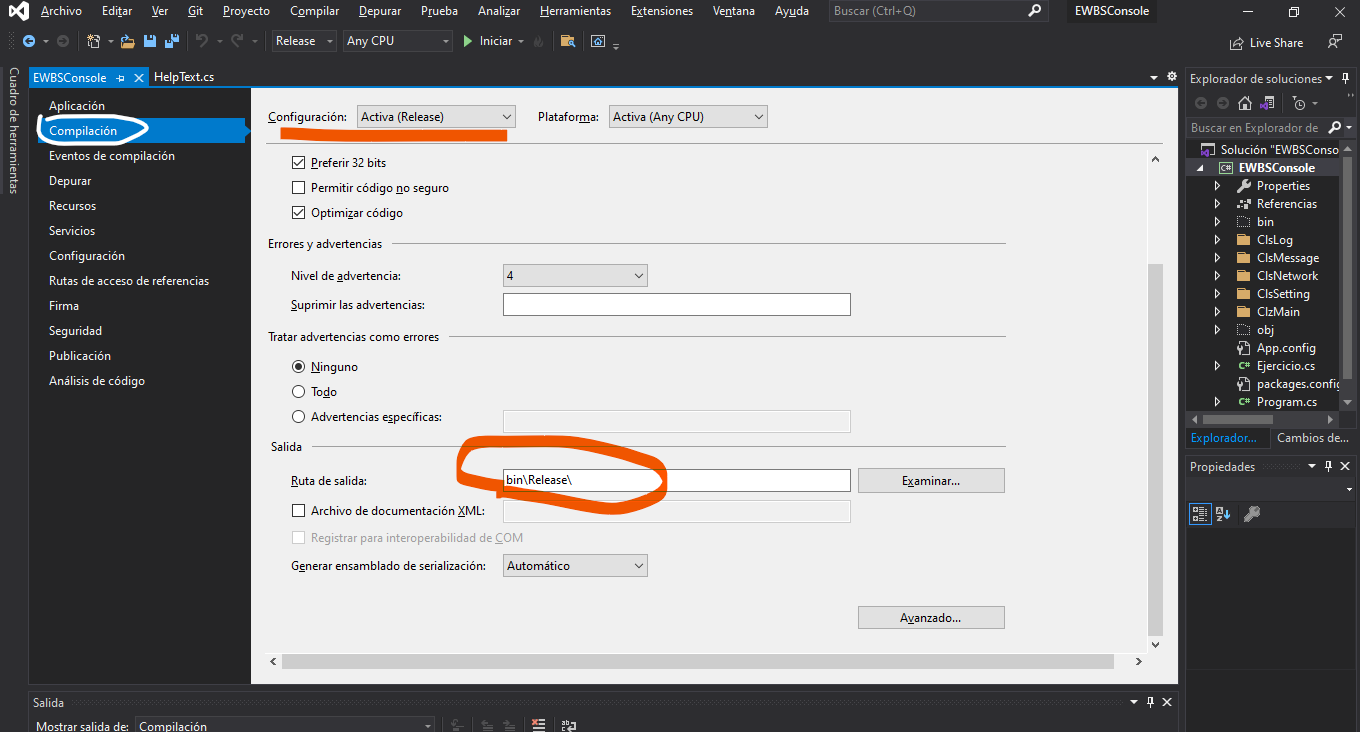 Archivo Editar Ver Git Proyecto Compilar Depurar Prueba Analizar Herramientas Extensiones Ventana Ayuda Buscar (Ctrl+Q) EWBSConsole
Release Any CPU Iniciar Live Share
Cuadro de herramientas
EWBSConsole HelpText.cs
Aplicación
Compilación
Eventos de compilación
Depurar
Recursos
Servicios
Configuración
Rutas de acceso de referencias
Firma
Seguridad
Publicación
Análisis de código
Configuración: Activa (Release) Plataforma: Activa (Any CPU)
Preferir 32 bits
Permitir código no seguro
Optimizar código
Errores y advertencias
Nivel de advertencia: 4
Suprimir las advertencias:
Tratar advertencias como errores
Ninguno
Todo
Advertencias específicas:
Salida
Ruta de salida: bin\Release\ Examinar...
Archivo de documentación XML:
Registrar para interoperabilidad de COM
Generar ensamblado de serialización: Automático
Avanzado...
Explorador de soluciones
Buscar en Explorador de
Solución "EWBSConso
C# EWBSConsole
Properties
Referencias
bin
ClsLog
ClsMessage
ClsNetwork
ClsSetting
ClzMain
obj
App.config
C# Ejercicio.cs
packages.config
C# Program.cs
Explorador... Cambios de...
Propiedades
Salida
Mostrar salida de: Compilación